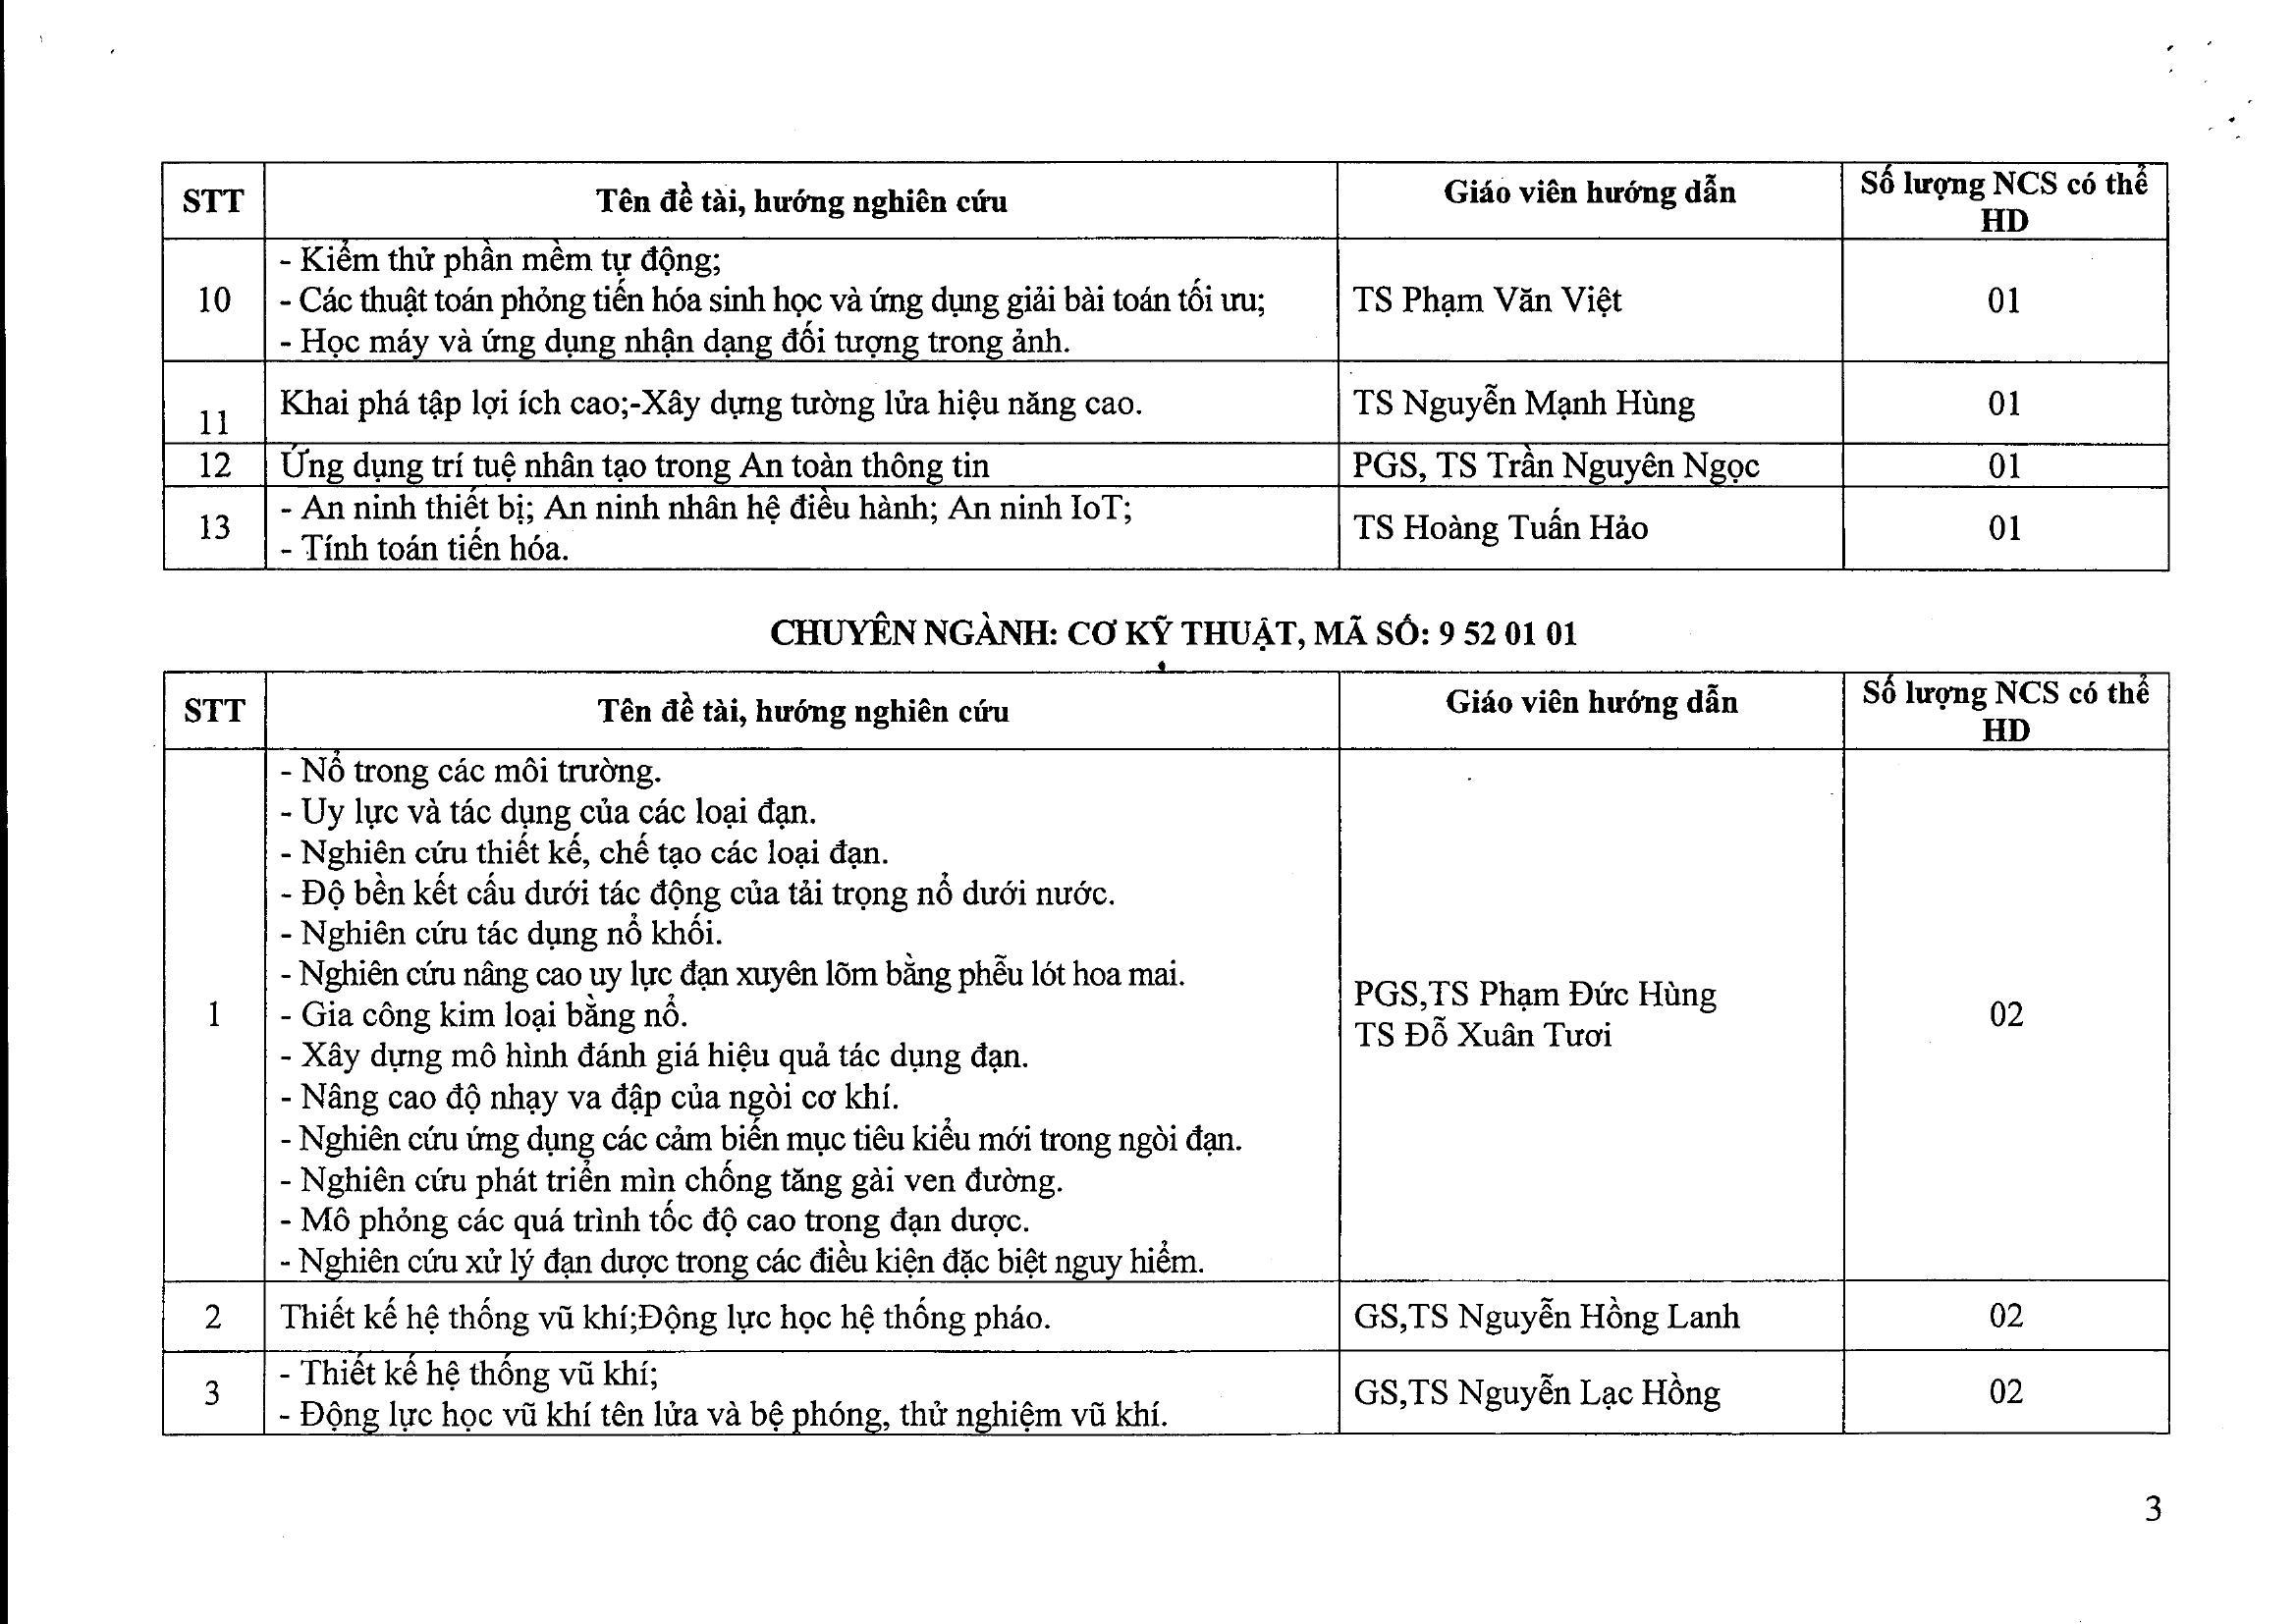 STT
Tên đề tài, hướng nghiên cứu
Giáo viên hướng dẫn
Số lượng NCS có thể
HD
10
- Kiểm thử phần mềm tự động;
- Các thuật toán phỏng tiến hóa sinh học và ứng dụng giải bài toán tối ưu;
- Học máy và ứng dụng nhận dạng đối tượng trong ảnh.
TS Phạm Văn Việt
01
11
Khai phá tập lợi ích cao;-Xây dựng tường lửa hiệu năng cao.
TS Nguyễn Mạnh Hùng
01
12
Ứng dụng trí tuệ nhân tạo trong An toàn thông tin
PGS, TS Trần Nguyên Ngọc
01
13
- An ninh thiết bị; An ninh nhân hệ điều hành; An ninh IoT;
- Tính toán tiến hóa.
TS Hoàng Tuấn Hảo
01
CHUYÊN NGÀNH: CƠ KỸ THUẬT, MÃ SỐ: 9 52 01 01
STT
Tên đề tài, hướng nghiên cứu
Giáo viên hướng dẫn
Số lượng NCS có thể
HD
1
- Nổ trong các môi trường.
- Uy lực và tác dụng của các loại đạn.
- Nghiên cứu thiết kế, chế tạo các loại đạn.
- Độ bền kết cấu dưới tác động của tải trọng nổ dưới nước.
- Nghiên cứu tác dụng nổ khối.
- Nghiên cứu nâng cao uy lực đạn xuyên lõm bằng phễu lót hoa mai.
- Gia công kim loại bằng nổ.
- Xây dựng mô hình đánh giá hiệu quả tác dụng đạn.
- Nâng cao độ nhạy va đập của ngòi cơ khí.
- Nghiên cứu ứng dụng các cảm biến mục tiêu kiểu mới trong ngòi đạn.
- Nghiên cứu phát triển mìn chống tăng gài ven đường.
- Mô phỏng các quá trình tốc độ cao trong đạn dược.
- Nghiên cứu xử lý đạn dược trong các điều kiện đặc biệt nguy hiểm.
PGS,TS Phạm Đức Hùng
TS Đỗ Xuân Tươi
02
2
Thiết kế hệ thống vũ khí;Động lực học hệ thống pháo.
GS,TS Nguyễn Hồng Lanh
02
3
- Thiết kế hệ thống vũ khí;
- Động lực học vũ khí tên lửa và bệ phóng, thử nghiệm vũ khí.
GS,TS Nguyễn Lạc Hồng
02
3